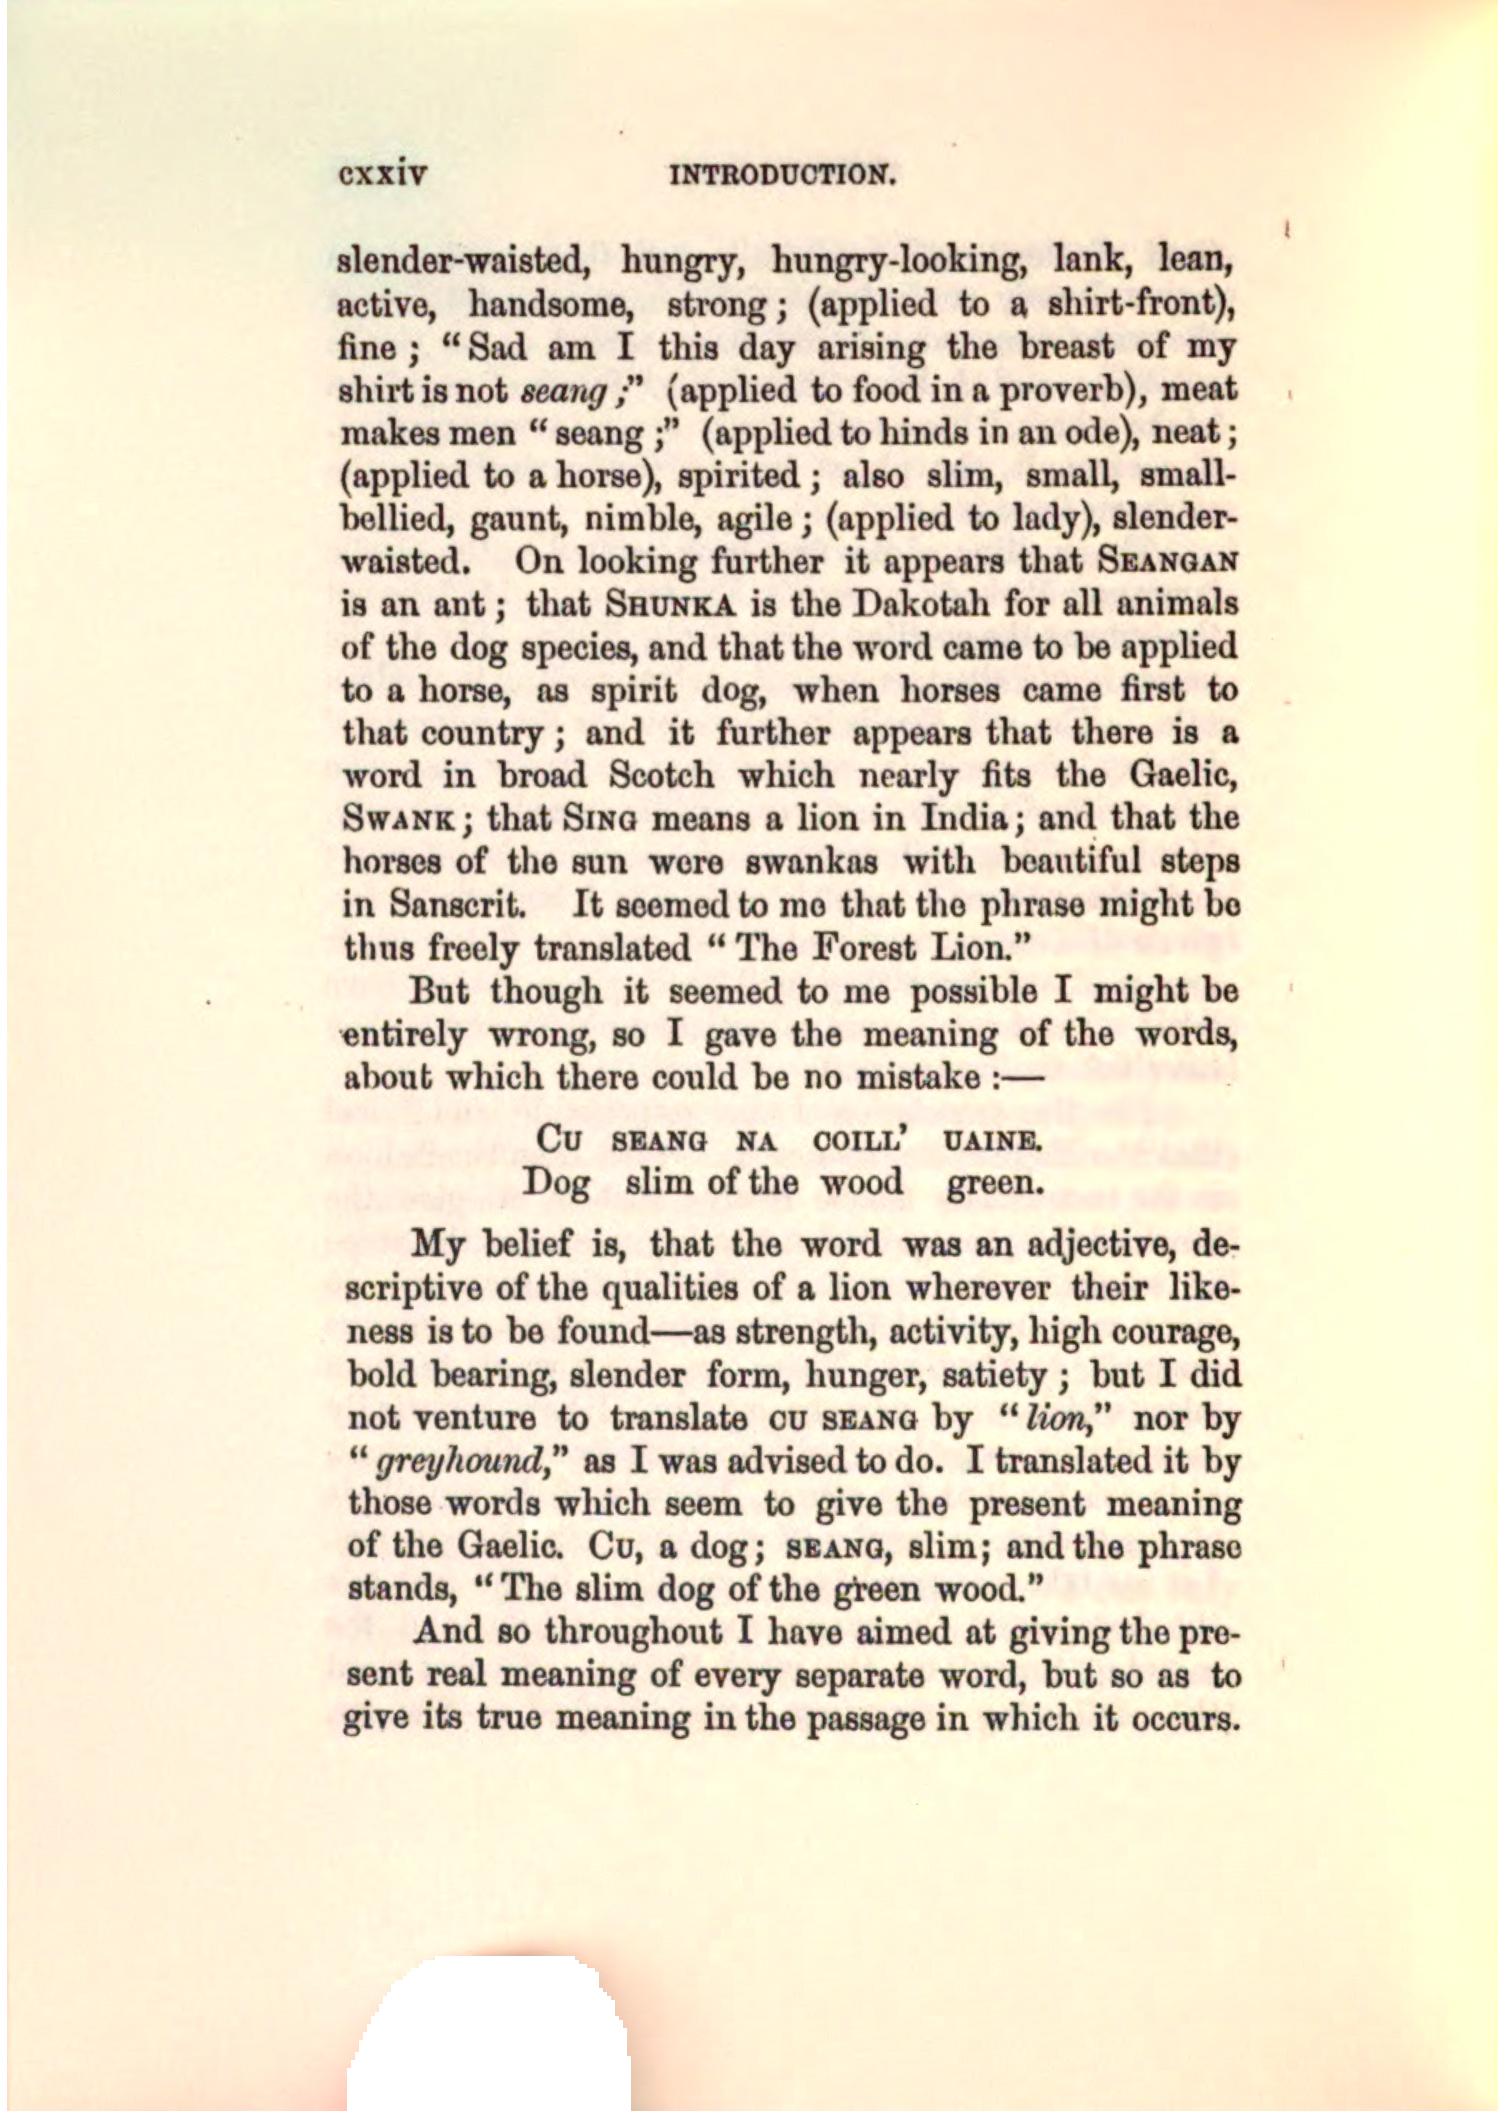 cxxiv INTRODUCTION.
slender-waisted, hungry, hungry-looking, lank, lean,
active, handsome, strong ; (applied to a shirt-front),
fine ; “Sad am I this day arising the breast of my
shirt is not seang ;” (applied to food in a proverb), meat
makes men “ seang ;” (applied to hinds in an ode), neat ;
(applied to a horse), spirited ; also slim, small, small-
bellied, gaunt, nimble, agile ; (applied to lady), slender-
waisted. On looking further it appears that SEANGAN
is an ant ; that SHUNKA is the Dakotah for all animals
of the dog species, and that the word came to be applied
to a horse, as spirit dog, when horses came first to
that country ; and it further appears that there is a
word in broad Scotch which nearly fits the Gaelic,
SWANK ; that SING means a lion in India ; and that the
horses of the sun were swankas with beautiful steps
in Sanscrit. It seemed to me that the phrase might be
thus freely translated “ The Forest Lion.”
But though it seemed to me possible I might be
entirely wrong, so I gave the meaning of the words,
about which there could be no mistake :—
CU SEANG NA COILL’ UAINE.
Dog slim of the wood green.
My belief is, that the word was an adjective, de-
scriptive of the qualities of a lion wherever their like-
ness is to be found—as strength, activity, high courage,
bold bearing, slender form, hunger, satiety ; but I did
not venture to translate CU SEANG by “ lion,” nor by
“ greyhound,” as I was advised to do. I translated it by
those words which seem to give the present meaning
of the Gaelic. CU, a dog ; SEANG, slim ; and the phrase
stands, “ The slim dog of the green wood.”
And so throughout I have aimed at giving the pre-
sent real meaning of every separate word, but so as to
give its true meaning in the passage in which it occurs.